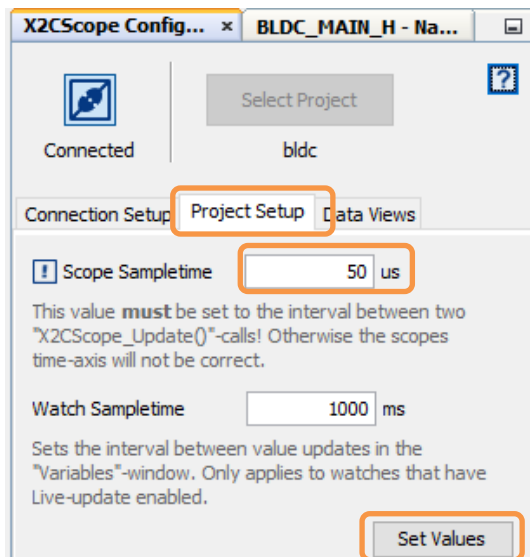 X2CScope Config... × BLDC_MAIN_H - Na...
Select Project
Connected
bldc
Connection Setup Project Setup Data Views
Scope Sampletime 50 us
This value must be set to the interval between two
"X2CScope_Update()"-calls! Otherwise the scopes
time-axis will not be correct.
Watch Sampletime 1000 ms
Sets the interval between value updates in the
"Variables"-window. Only applies to watches that have
Live-update enabled.
Set Values